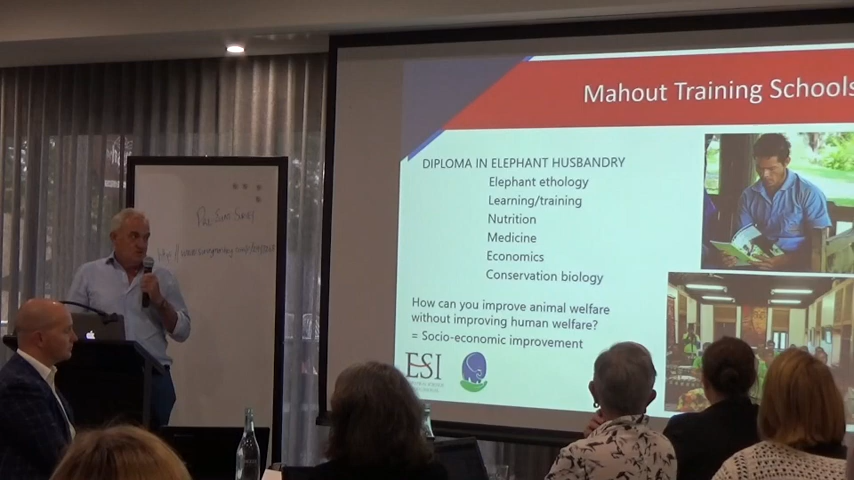 Mahout Training Schools
DIPLOMA IN ELEPHANT HUSBANDRY
Elephant ethology
Learning/training
Nutrition
Medicine
Economics
Conservation biology
How can you improve animal welfare
without improving human welfare?
= Socio-economic improvement
ESI